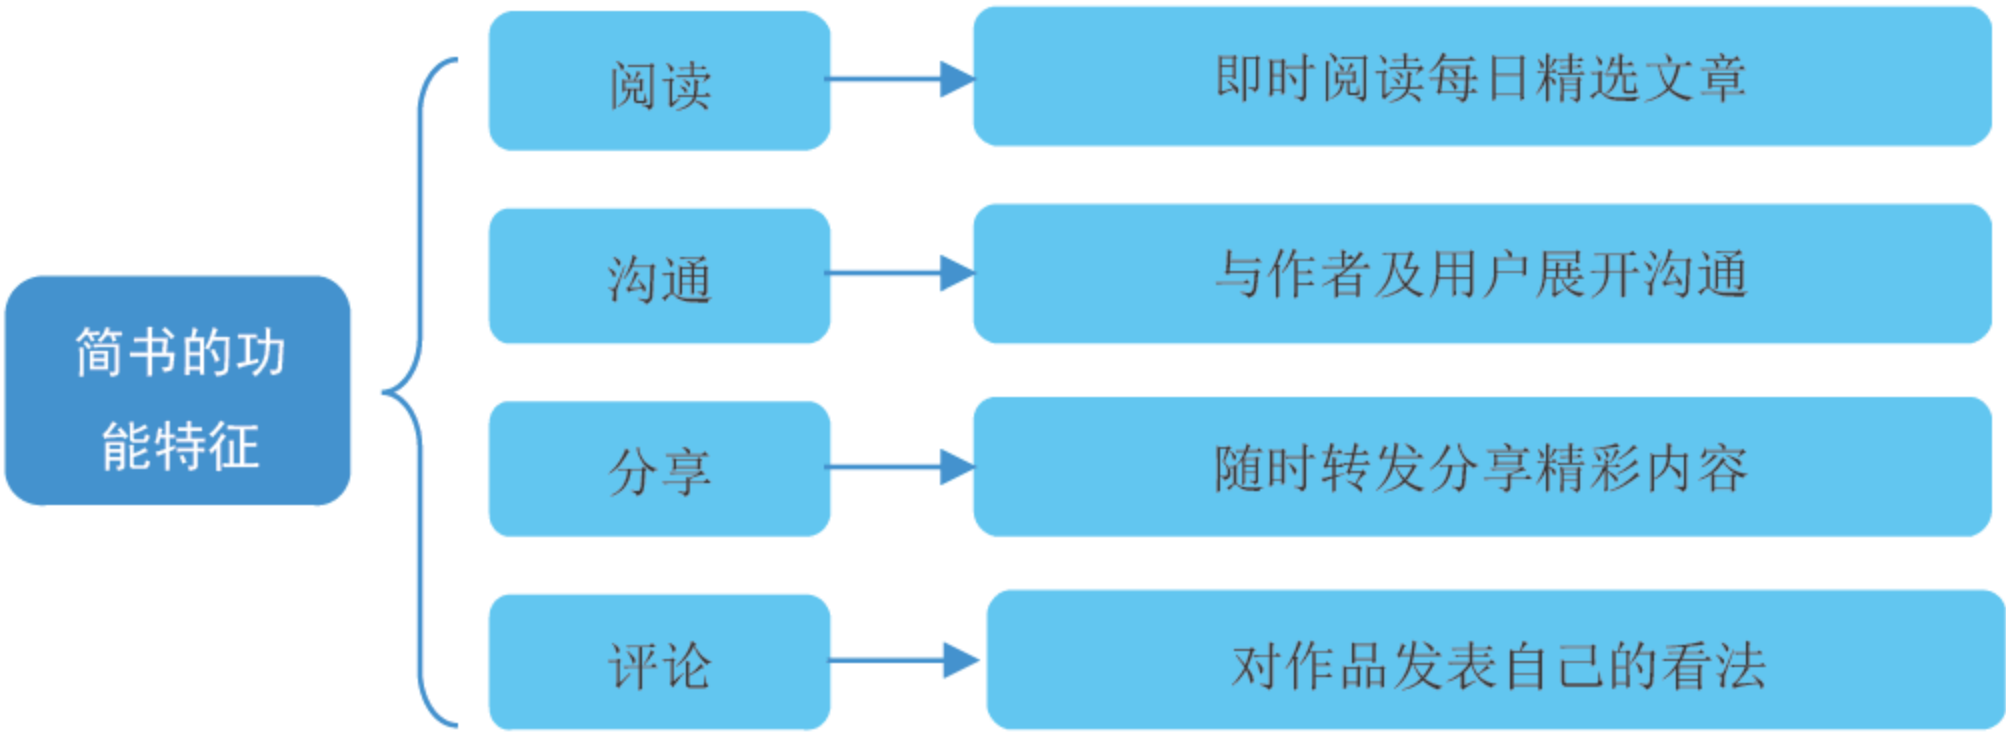 简书的功
能特征
阅读
即时阅读每日精选文章
沟通
与作者及用户展开沟通
分享
随时转发分享精彩内容
评论
对作品发表自己的看法